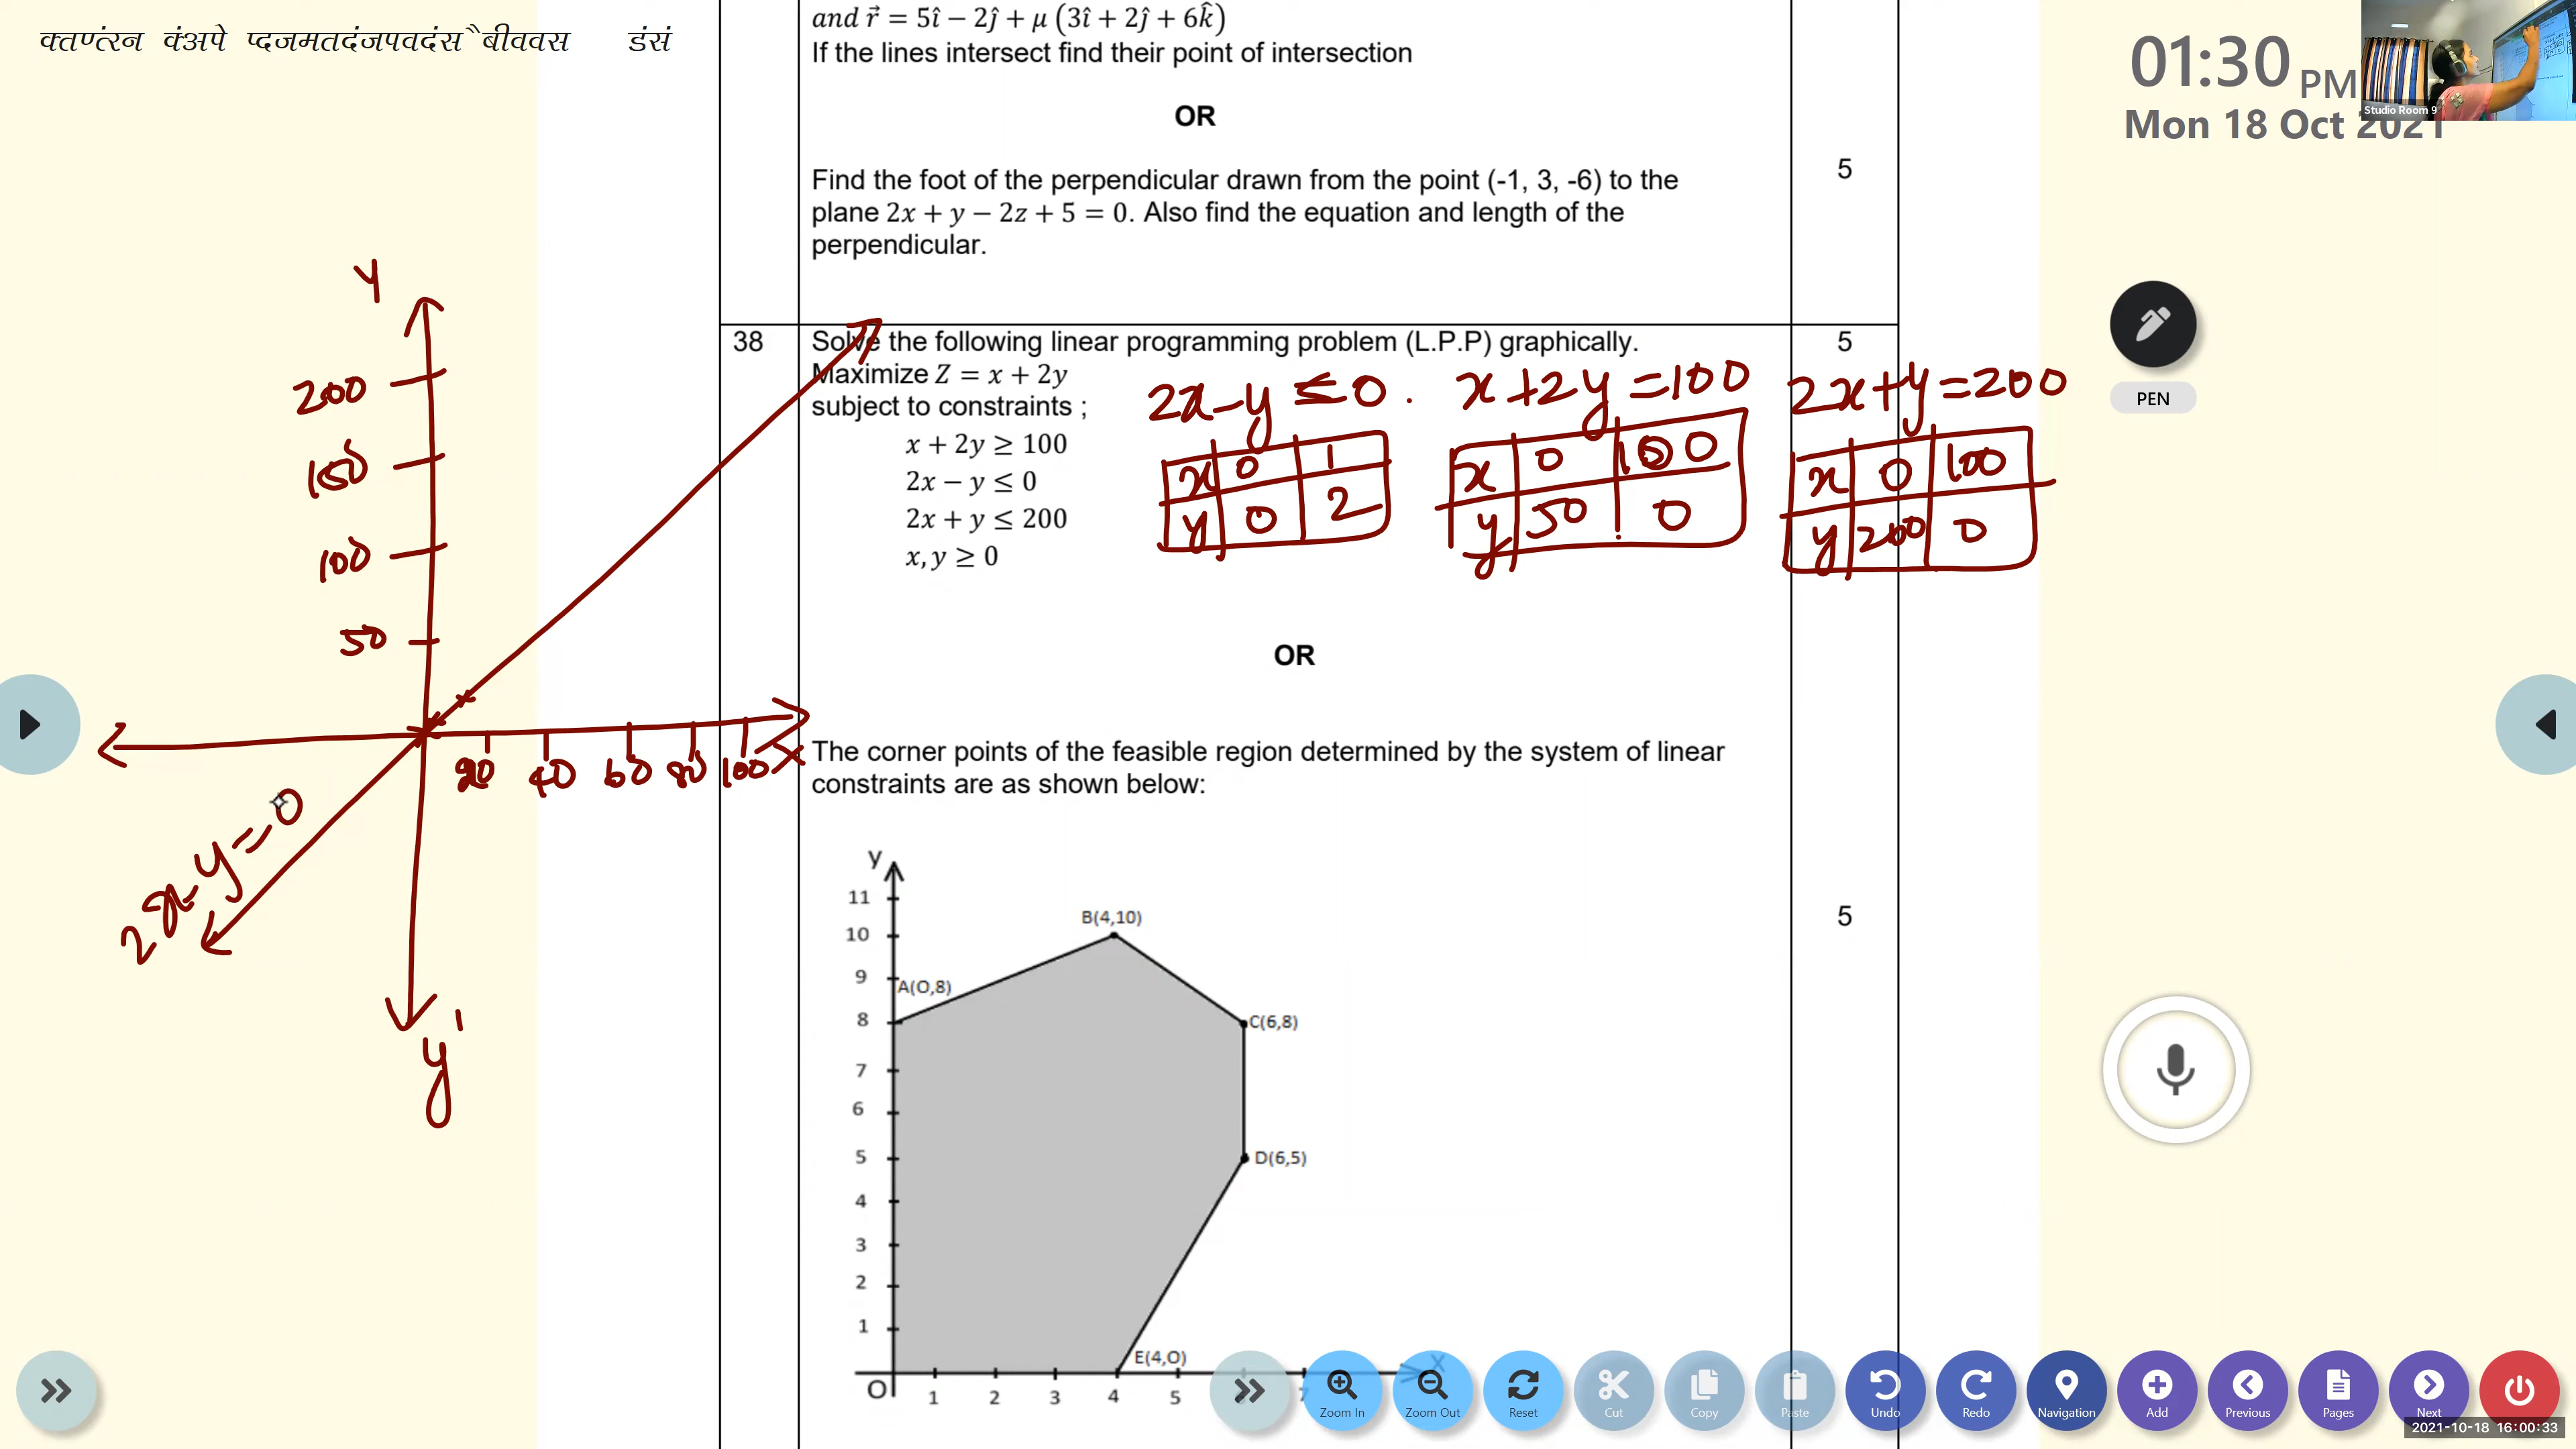 क्तण्तंरन कंअपे प्दजमतदंजपवदंस ैबीववस डंसं
and r⃗ = 5î − 2ĵ + μ (3î + 2ĵ + 6k̂)
If the lines intersect find their point of intersection
OR
Find the foot of the perpendicular drawn from the point (-1, 3, -6) to the
plane 2x + y − 2z + 5 = 0. Also find the equation and length of the
perpendicular.
5
38
Solve the following linear programming problem (L.P.P) graphically.
5
Maximize Z = x + 2y
subject to constraints ;
x + 2y ≥ 100
2x − y ≤ 0
2x + y ≤ 200
x, y ≥ 0
2x-y ≤ 0 .
x 0 1
y 0 2
x+2y=100
x 0 100
y 50 0
2x+y=200
x 0 100
y 200 0
OR
The corner points of the feasible region determined by the system of linear
constraints are as shown below:
5
Y
200
150
100
50
20 40 60 80 100 X
2x-y=0
y'
y
11
10
9
8
7
6
5
4
3
2
1
O
1 2 3 4 5 7
X
B(4,10)
A(O,8)
C(6,8)
D(6,5)
E(4,O)
01:30 PM
Mon 18 Oct 2021
Studio Room 9
PEN
Zoom In
Zoom Out
Reset
Cut
Copy
Paste
Undo
Redo
Navigation
Add
Previous
Pages
Next
2021-10-18 16:00:33